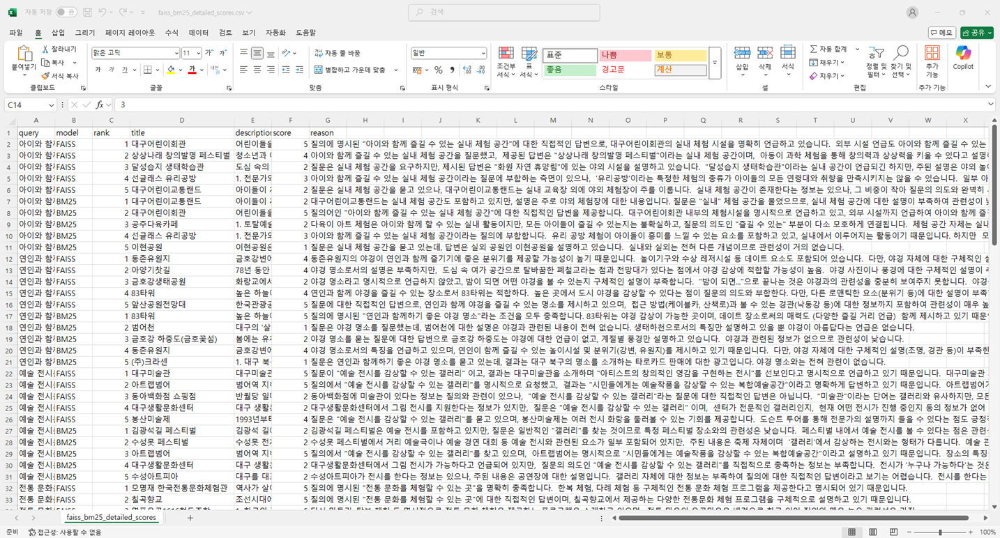 자동 저장 끔 faiss_bm25_detailed_scores.csv 검색
파일 홈 삽입 그리기 페이지 레이아웃 수식 데이터 검토 보기 자동화 도움말 메모 공유
붙여넣기 잘라내기 복사 서식 복사 클립보드
맑은 고딕 11 가 가 가 글꼴
자동 줄 바꿈 병합하고 가운데 맞춤 맞춤
일반 표시 형식
조건부 서식 표 서식 표준 나쁨 보통 좋음 경고문 계산 스타일
삽입 삭제 서식 셀
자동 합계 채우기 지우기 정렬 및 필터 찾기 및 선택 편집
추가 기능 추가 기능 Copilot
C14 fx 3
A B C D E F G H I J K L M N O P Q R S T U V W X
1 query model rank title description score reason
2 아이와 함께 FAISS 1 대구어린이회관 어린이들을 5 질의에 명시된 "아이와 함께 즐길 수 있는 실내 체험 공간"에 대한 직접적인 답변으로, 대구어린이회관의 실내 체험 시설을 명확히 언급하고 있습니다. 외부 시설 언급도 아이와 함께 즐길 수 있는
3 아이와 함께 FAISS 2 상상나래 창의발명 페스티벌 청소년과 4 아이와 함께 즐길 수 있는 실내 체험 공간을 질문했고, 제공된 답변은 "상상나래 창의발명 페스티벌"이라는 실내 체험 공간이며, 아동이 과학 체험을 통해 창의력과 상상력을 키울 수 있다고
4 아이와 함께 FAISS 3 달성습지 생태학습관 도심 속의 2 질문은 실내 체험 공간을 요구하지만, 제시된 답변은 "화원 자연 휴양림"에 있는 야외 시설을 설명하고 있습니다. "달성습지 생태학습관"이라는 실내 공간이 언급되긴 하지만, 주된 설명은 야외
5 아이와 함께 FAISS 4 선글래스 유리공방 1. 전문가와 3 아이와 함께 즐길 수 있는 실내 체험 공간이라는 질문에 부합하는 측면이 있으나, '유리공방'이라는 특정한 체험의 종류가 아이들의 모든 연령대와 취향을 만족시키지는 않을 수 있습니다. 일부
6 아이와 함께 FAISS 5 대구어린이교통랜드 아이들이 2 질문은 실내 체험 공간을 묻고 있으나, 대구어린이교통랜드는 실내 교육장 외에 야외 체험장이 주를 이룹니다. 실내 체험 공간이 존재한다는 정보는 있으나, 그 비중이 작아 질문의 의도와 완벽히
7 아이와 함께 BM25 1 대구어린이교통랜드 아이들이 2 대구어린이교통랜드는 실내 체험 공간도 포함하고 있지만, 설명은 주로 야외 체험장에 대한 내용입니다. 질문은 "실내" 체험 공간을 물었으므로, 실내 체험 공간에 대한 설명이 부족하여 관련성이
8 아이와 함께 BM25 2 대구어린이회관 어린이들을 5 질의어인 "아이와 함께 즐길 수 있는 실내 체험 공간"에 대한 직접적인 답변을 제공합니다. 대구어린이회관 내부의 체험시설을 명시적으로 언급하고 있고, 외부 시설까지 언급하여 아이와 함께
9 아이와 함께 BM25 3 공주다육카페 1. 토탈예술 2 다육이 아트 체험은 아이와 함께 할 수 있는 실내 활동이지만, 모든 아이들이 즐길 수 있는지는 불확실하고, 질문의 의도인 "즐길 수 있는" 부분이 다소 모호하게 연결됩니다. 체험 공간 자체는
10 아이와 함께 BM25 4 선글래스 유리공방 1. 전문가와 3 아이와 함께 즐길 수 있는 실내 체험 공간이라는 질의에 부합합니다. 유리 공방 체험이 아이들이 흥미를 느낄 수 있는 요소를 포함하고 있고, 실내에서 이루어지는 활동이기 때문입니다. 하지만
11 아이와 함께 BM25 5 이현공원 이현공원은 1 질문은 실내 체험 공간을 묻고 있는데, 답변은 실외 공원인 이현공원을 설명하고 있습니다. 실내와 실외는 전혀 다른 개념이므로 관련성이 거의 없습니다.
12 연인과 함께 FAISS 1 동촌유원지 금호강변에 4 동촌유원지의 야경이 연인과 함께 즐기기에 좋은 분위기를 제공할 가능성이 높기 때문입니다. 놀이기구와 수상 레저시설 등 데이트 요소도 포함되어 있습니다. 다만, 야경 자체에 대한 구체적인
13 연인과 함께 FAISS 2 아양기찻길 78년 동안 2 야경 명소로서의 설명은 부족하지만, 도심 속 여가 공간으로 탈바꿈한 폐철교라는 점과 전망대가 있다는 점에서 야경 감상에 적합할 가능성이 높음. 야경 사진이나 풍경에 대한 구체적인 설명이
14 연인과 함께 FAISS 3 금호강생태공원 화랑교에서 2 야경 명소라고 명시적으로 언급하지 않았고, 밤이 되면 어떤 야경을 볼 수 있는지 구체적인 설명이 부족합니다. "밤이 되면..."으로 끝나는 것은 야경과의 관련성을 충분히 보여주지 못합니다.
15 연인과 함께 FAISS 4 83타워 높은 하늘에 4 연인과 함께 야경을 즐길 수 있는 장소로서 83타워는 적합하다. 높은 곳에서 도시 야경을 감상할 수 있다는 점이 질문의 의도와 부합한다. 다만, 다른 로맨틱한 요소(분위기 등)에 대한 설명이
16 연인과 함께 FAISS 5 앞산공원전망대 한국관광공 5 질문에 대한 직접적인 답변으로, 연인과 함께 야경을 즐길 수 있는 명소를 제시하고 있으며, 접근 방법(케이블카, 산책로)과 볼 수 있는 경관(낙동강 등)에 대한 정보까지 포함하여 관련성이 매우
17 연인과 함께 BM25 1 83타워 높은 하늘에 5 질의에 명시된 "연인과 함께 즐기기 좋은 야경 명소"라는 조건을 모두 충족합니다. 83타워는 야경 감상이 가능한 곳이며, 데이트 장소로서의 매력도 (다양한 즐길 거리 언급) 함께 제시하고 있기
18 연인과 함께 BM25 2 범어천 대구의 '살 1 질문은 야경 명소를 질문했는데, 범어천에 대한 설명은 야경과 관련된 내용이 전혀 없습니다. 생태하천으로서의 특징만 설명하고 있을 뿐 야경이 아름답다는 언급은 없습니다.
19 연인과 함께 BM25 3 금호강 하중도(금호꽃섬) 봄에는 유채 2 야경 명소를 묻는 질문에 대한 답변으로 금호강 하중도는 야경에 대한 언급이 없고, 계절별 풍경만 설명하고 있습니다. 야경과 관련된 정보가 없으므로 관련성이 낮습니다.
20 연인과 함께 BM25 4 동촌유원지 금호강변에 4 야경 명소로서의 특징을 언급하고 있으며, 연인이 함께 즐길 수 있는 놀이시설 및 분위기(강변, 유원지)를 제시하고 있기 때문입니다. 다만, 야경 자체에 대한 구체적인 설명(조명, 경관 등)이
21 연인과 함께 BM25 5 (주)크라센 1. 대구 북구 1 질문은 연인과 함께하기 좋은 야경 명소를 묻고 있는데, 결과는 대구 북구의 명소를 소개하는 타로카드 판매에 대한 광고입니다. 야경 명소와는 전혀 관련이 없습니다.
22 예술 전시를 FAISS 1 대구미술관 대구미술관 5 질문이 "예술 전시를 감상할 수 있는 갤러리" 이고, 결과는 대구미술관을 소개하며 "아티스트의 창의적인 영감을 구현하는 전시"를 선보인다고 명시적으로 언급하고 있기 때문입니다. 대구미술관
23 예술 전시를 FAISS 2 아트랩범어 범어역 지하 5 질의에서 "예술 전시를 감상할 수 있는 갤러리"를 명시적으로 요청했고, 결과는 "시민들에게는 예술작품을 감상할 수 있는 복합예술공간"이라고 명확하게 답변하고 있기 때문입니다. 아트랩범어
24 예술 전시를 FAISS 3 동아백화점 쇼핑점 반월당 일대 2 동아백화점에 미술관이 있다는 정보는 질의와 관련이 있으나, "예술 전시를 감상할 수 있는 갤러리"라는 질문에 대한 직접적인 답변은 아닙니다. "미술관"이라는 단어는 갤러리와 유사하지만,
25 예술 전시를 FAISS 4 대구생활문화센터 대구 생활문 2 대구생활문화센터에서 그림 전시를 지원한다는 정보가 있지만, 질문은 "예술 전시를 감상할 수 있는 갤러리" 이며, 센터가 전문적인 갤러리인지, 현재 어떤 전시가 진행 중인지 등의 정보가 없어
26 예술 전시를 FAISS 5 봉산미술제 1993년부터 4 질문은 "예술 전시를 감상할 수 있는 갤러리"를 묻고 있으며, 봉산미술제는 여러 전시 화랑을 둘러볼 수 있는 기회를 제공합니다. 도슨트 투어를 통해 전문가의 설명까지 들을 수 있다는 점도
27 예술 전시를 BM25 1 김광석길 페스티벌 김광석 길에 2 김광석길 페스티벌은 예술 전시를 포함하고 있지만, 질문은 일반적인 "갤러리"를 찾는 것이므로 특정 페스티벌 장소와의 관련성은 낮습니다. 페스티벌 내에서 예술 전시를 볼 수 있다는 점은
28 예술 전시를 BM25 2 수성못 페스티벌 수성못 전체 2 수성못 페스티벌에서 거리 예술극이나 예술 경연 대회 등 예술 전시와 관련된 요소가 일부 포함되어 있지만, 주된 내용은 축제 자체이며 '갤러리'에서 감상하는 전시와는 형태가 다릅니다. 예술
29 예술 전시를 BM25 3 아트랩범어 범어역 지하 5 질의에서 "예술 전시를 감상할 수 있는 갤러리"를 찾고 있으며, 아트랩범어는 명시적으로 "시민들에게는 예술작품을 감상할 수 있는 복합예술공간"이라고 설명하고 있기 때문입니다. 장소의
30 예술 전시를 BM25 4 대구생활문화센터 대구 생활문 2 대구생활문화센터에서 그림 전시가 가능하다고 언급되어 있지만, 질문의 의도인 "예술 전시를 감상할 수 있는 갤러리"를 직접적으로 충족하는 정보는 부족합니다. 전시가 '누구나 가능하다'는
31 예술 전시를 BM25 5 수성아트피아 대구를 대표 2 수성아트피아가 전시를 한다는 정보는 있으나, 주된 내용은 공연장에 대한 설명입니다. 갤러리 자체에 대한 정보는 부족하여 질의에 대한 직접적인 답변이라고 보기는 어렵습니다. 전시를 한다는
32 전통 문화를 FAISS 1 모명재 한국전통문화체험관 역사가 살아 5 질의에 명시된 "전통 문화를 체험할 수 있는 곳"을 명확히 충족합니다. 한복 체험, 다례 체험 등 구체적인 전통 문화 체험 프로그램을 제공한다고 명시되어 있기 때문입니다.
33 전통 문화를 FAISS 2 칠곡향교 조선시대에 5 질의에 명시된 "전통 문화를 체험할 수 있는 곳"에 대한 직접적인 답변이며, 칠곡향교에서 제공하는 다양한 전통문화 체험 프로그램을 구체적으로 설명하고 있기 때문입니다.
faiss_bm25_detailed_scores
준비 접근성: 사용할 수 없음 100%